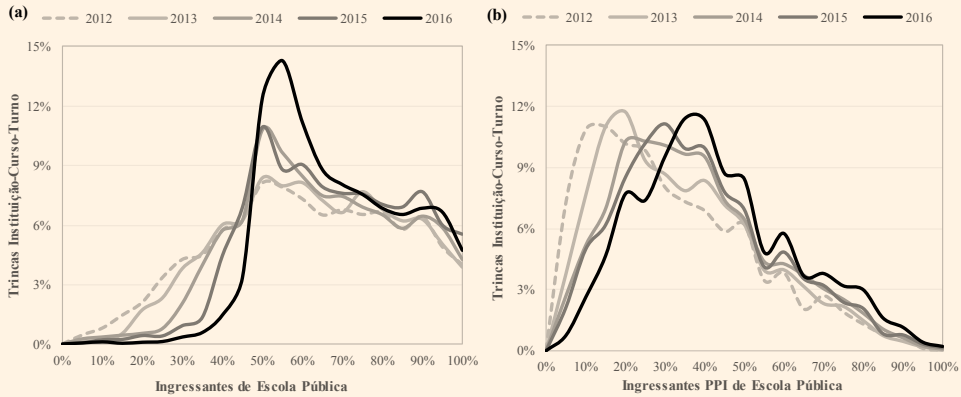 (a)
2012 2013 2014 2015 2016
15%
12%
9%
6%
3%
0%
Trincas Instituição-Curso-Turno
0% 10% 20% 30% 40% 50% 60% 70% 80% 90% 100%
Ingressantes de Escola Pública
(b)
2012 2013 2014 2015 2016
15%
12%
9%
6%
3%
0%
Trincas Instituição-Curso-Turno
0% 10% 20% 30% 40% 50% 60% 70% 80% 90% 100%
Ingressantes PPI de Escola Pública